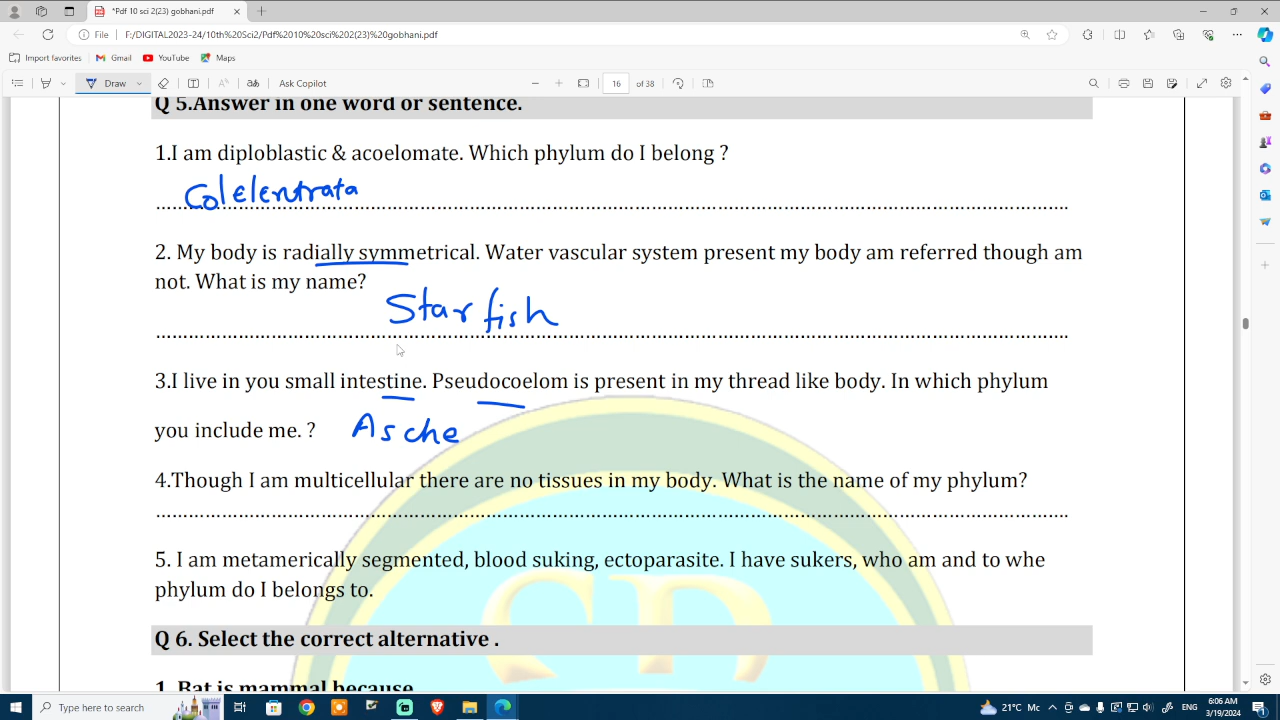 *Pdf 10 sci 2(23) gobhani.pdf
File F:/DIGITAL2023-24/10th%20Sci2/Pdf%2010%20sci%202(23)%20gobhani.pdf
Import favorites Gmail YouTube Maps
Draw Ask Copilot 16 of 38
Q 5.Answer in one word or sentence.
1.I am diploblastic & acoelomate. Which phylum do I belong ?
Colelentrata
2. My body is radially symmetrical. Water vascular system present my body am referred though am
not. What is my name?
Star fish
3.I live in you small intestine. Pseudocoelom is present in my thread like body. In which phylum
you include me. ? Asche
4.Though I am multicellular there are no tissues in my body. What is the name of my phylum?
5. I am metamerically segmented, blood suking, ectoparasite. I have sukers, who am and to whe
phylum do I belongs to.
Q 6. Select the correct alternative .
1. Bat is mammal because
Type here to search 21°C Mc ENG 6:06 AM
3/19/2024